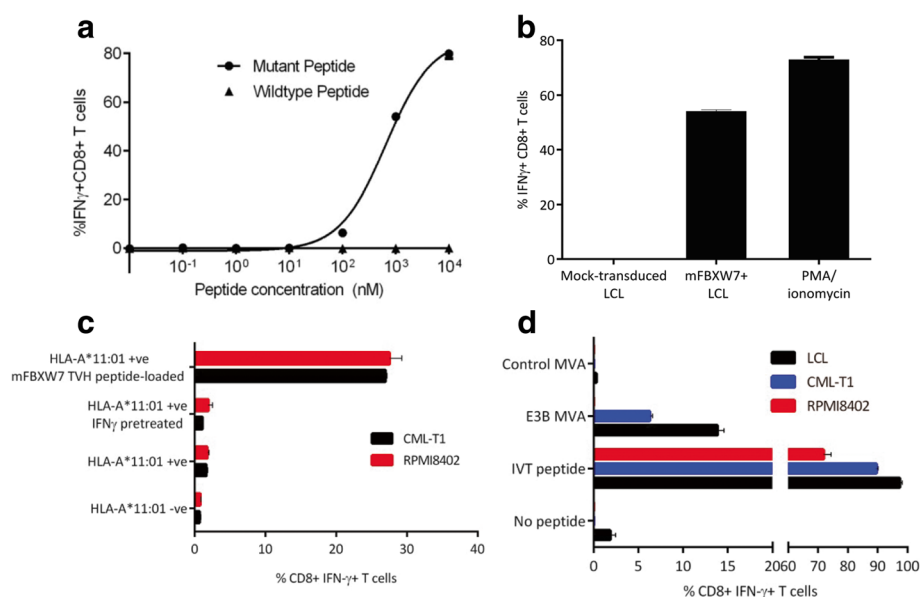 a
80
60
40
20
0
%IFNγ+CD8+ T cells
Mutant Peptide
Wildtype Peptide
10-1
10⁰
10¹
10²
10³
10⁴
Peptide concentration (nM)
b
80
60
40
20
0
% IFNγ+ CD8+ T cells
Mock-transduced
LCL
mFBXW7+
LCL
PMA/
ionomycin
c
HLA-A*11:01 +ve
mFBXW7 TVH peptide-loaded
HLA-A*11:01 +ve
IFNγ pretreated
HLA-A*11:01 +ve
HLA-A*11:01 -ve
CML-T1
RPMI8402
0
10
20
30
40
% CD8+ IFN-γ+ T cells
d
Control MVA
E3B MVA
IVT peptide
No peptide
LCL
CML-T1
RPMI8402
0
5
10
15
20
60
70
80
90
100
% CD8+ IFN-γ+ T cells